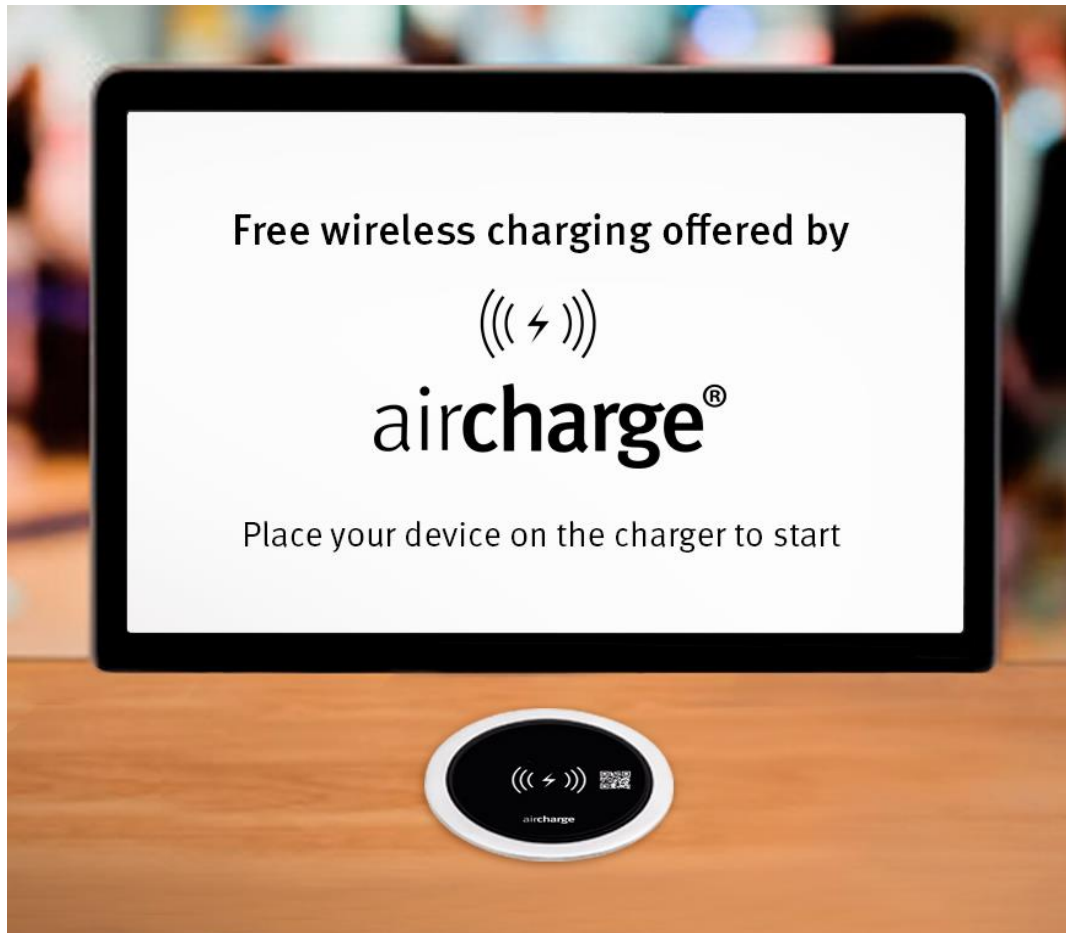 Free wireless charging offered by
aircharge®
Place your device on the charger to start
aircharge